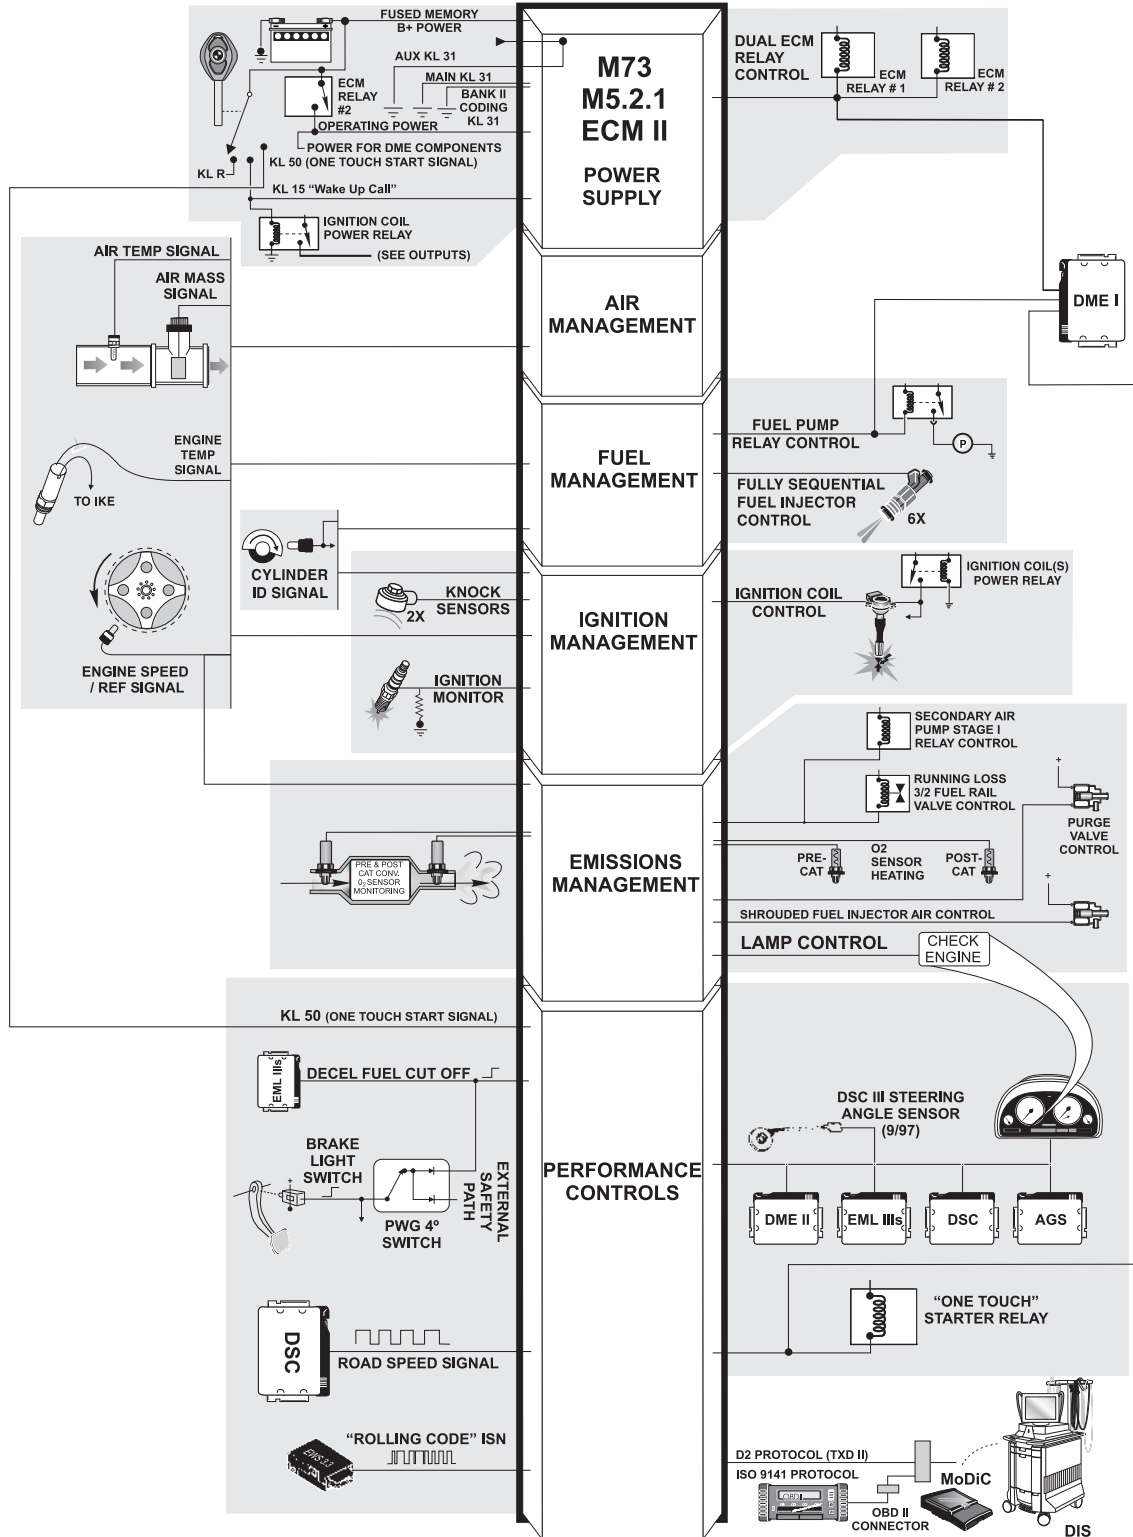 FUSED MEMORY
B+ POWER
AUX KL 31
MAIN KL 31
BANK II
CODING
KL 31
ECM
RELAY
#2
OPERATING POWER
POWER FOR DME COMPONENTS
KL 50 (ONE TOUCH START SIGNAL)
KL R
KL 15 “Wake Up Call”
IGNITION COIL
POWER RELAY
(SEE OUTPUTS)
M73
M5.2.1
ECM II
POWER
SUPPLY
DUAL ECM
RELAY
CONTROL
ECM
RELAY # 1
ECM
RELAY # 2
DME I
AIR TEMP SIGNAL
AIR MASS
SIGNAL
AIR
MANAGEMENT
ENGINE
TEMP
SIGNAL
TO IKE
FUEL
MANAGEMENT
FUEL PUMP
RELAY CONTROL
P
FULLY SEQUENTIAL
FUEL INJECTOR
CONTROL
6X
CYLINDER
ID SIGNAL
KNOCK
SENSORS
2X
ENGINE SPEED
/ REF SIGNAL
IGNITION
MONITOR
IGNITION
MANAGEMENT
IGNITION COIL
CONTROL
IGNITION COIL(S)
POWER RELAY
SECONDARY AIR
PUMP STAGE I
RELAY CONTROL
RUNNING LOSS
3/2 FUEL RAIL
VALVE CONTROL
+
PURGE
VALVE
CONTROL
PRE & POST
CAT CONV.
O2 SENSOR
MONITORING
EMISSIONS
MANAGEMENT
PRE-
CAT
O2
SENSOR
HEATING
POST-
CAT
+
SHROUDED FUEL INJECTOR AIR CONTROL
LAMP CONTROL
CHECK
ENGINE
KL 50 (ONE TOUCH START SIGNAL)
EML IIIs
DECEL FUEL CUT OFF
BRAKE
LIGHT
SWITCH
+
PWG 4º
SWITCH
EXTERNAL
SAFETY
PATH
PERFORMANCE
CONTROLS
DSC III STEERING
ANGLE SENSOR
(9/97)
DME II
EML IIIs
DSC
AGS
“ONE TOUCH”
STARTER RELAY
DSC
ROAD SPEED SIGNAL
“ROLLING CODE” ISN
EWS 3.3
D2 PROTOCOL (TXD II)
ISO 9141 PROTOCOL
OBD II
OBD II
CONNECTOR
MoDiC
DIS